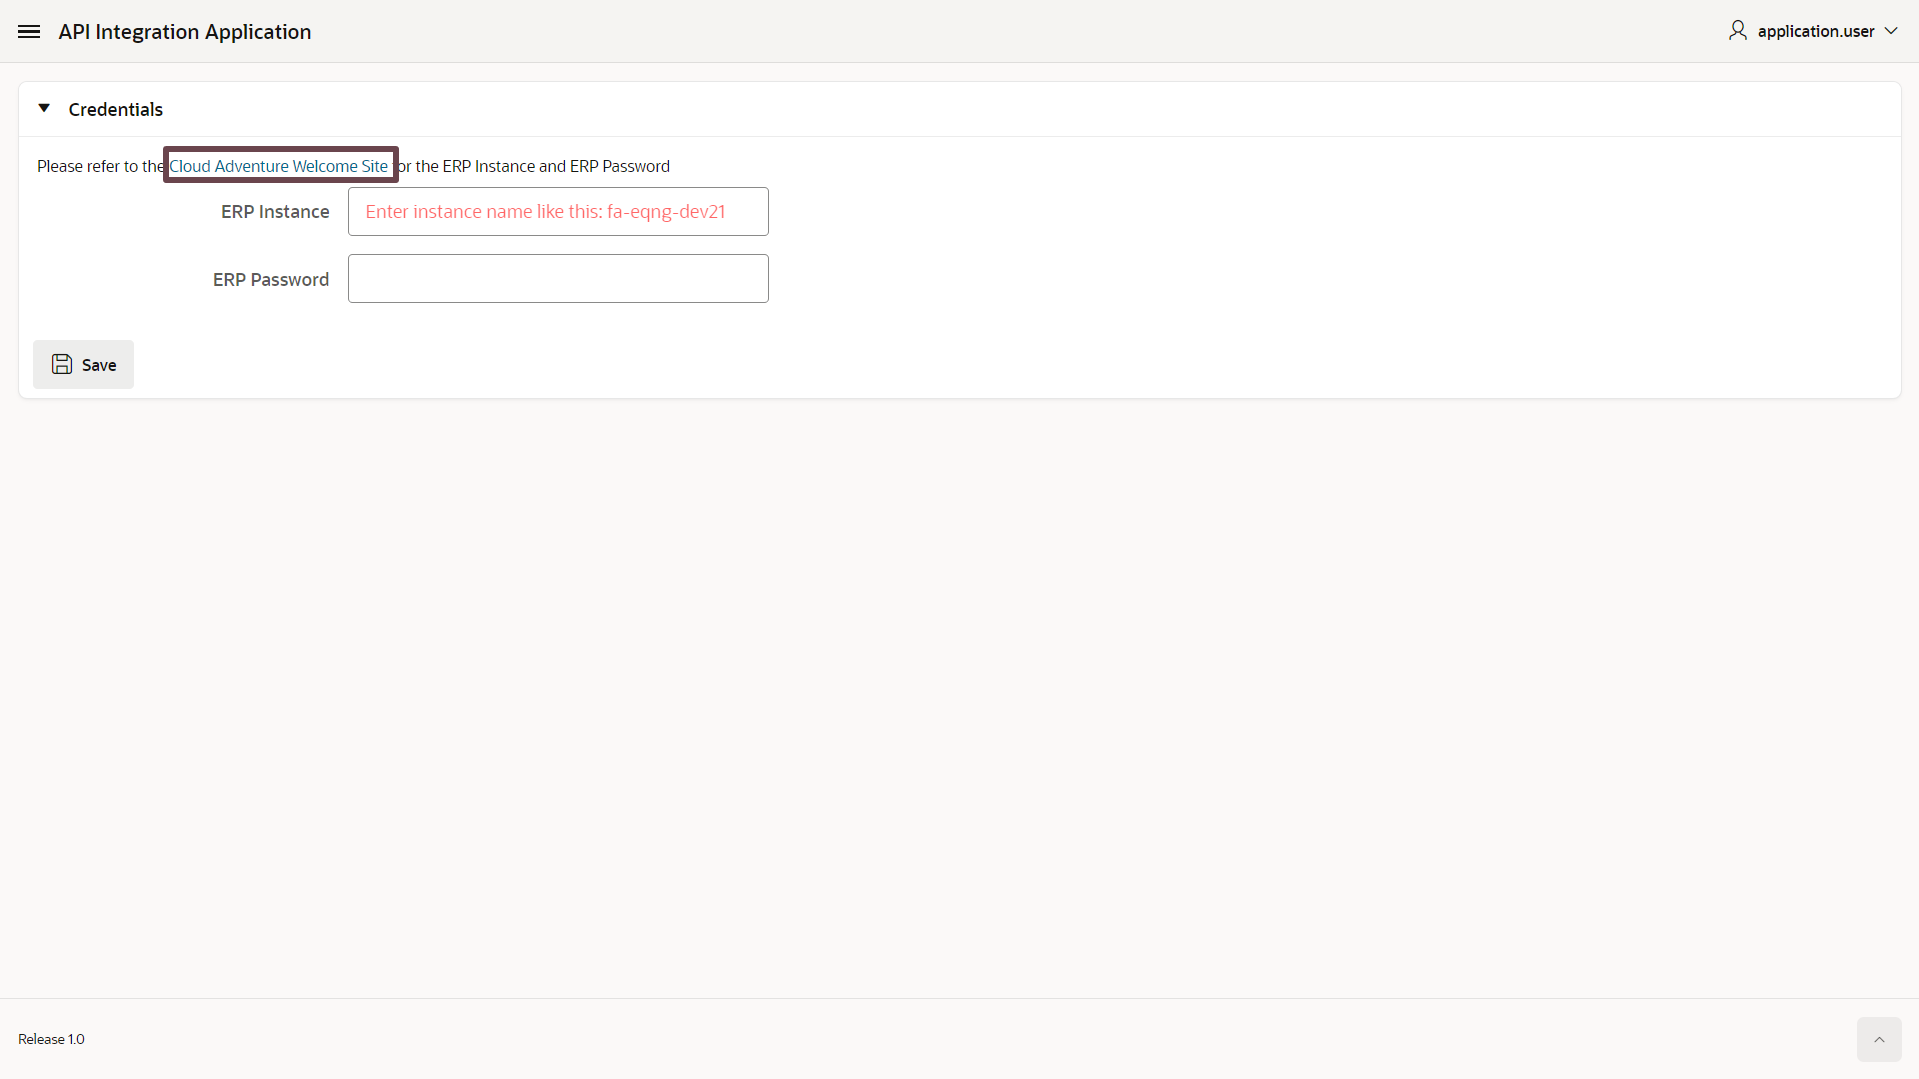 API Integration Application
application.user
Credentials
Please refer to the Cloud Adventure Welcome Site for the ERP Instance and ERP Password
ERP Instance
Enter instance name like this: fa-eqng-dev21
ERP Password
Save
Release 1.0